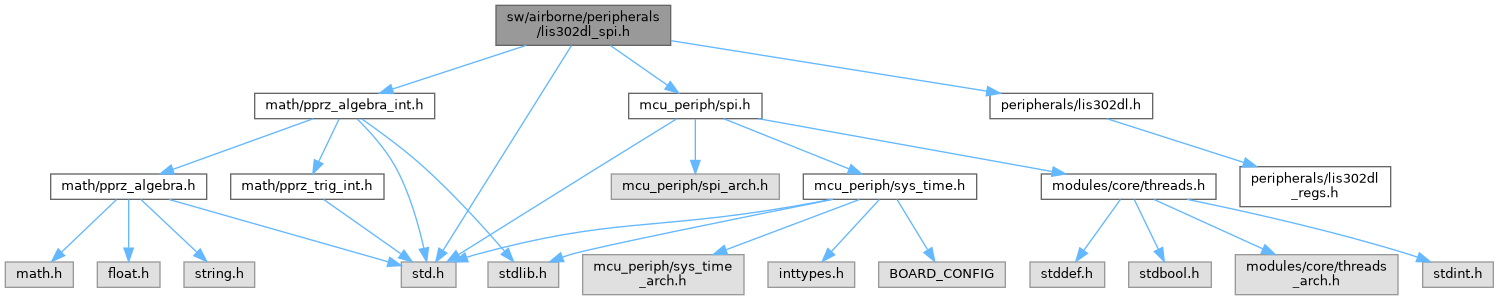 sw/airborne/peripherals
/lis302dl_spi.h
math/pprz_algebra_int.h
mcu_periph/spi.h
peripherals/lis302dl.h
math/pprz_algebra.h
math/pprz_trig_int.h
mcu_periph/spi_arch.h
mcu_periph/sys_time.h
modules/core/threads.h
peripherals/lis302dl
_regs.h
math.h
float.h
string.h
std.h
stdlib.h
mcu_periph/sys_time
_arch.h
inttypes.h
BOARD_CONFIG
stddef.h
stdbool.h
modules/core/threads
_arch.h
stdint.h